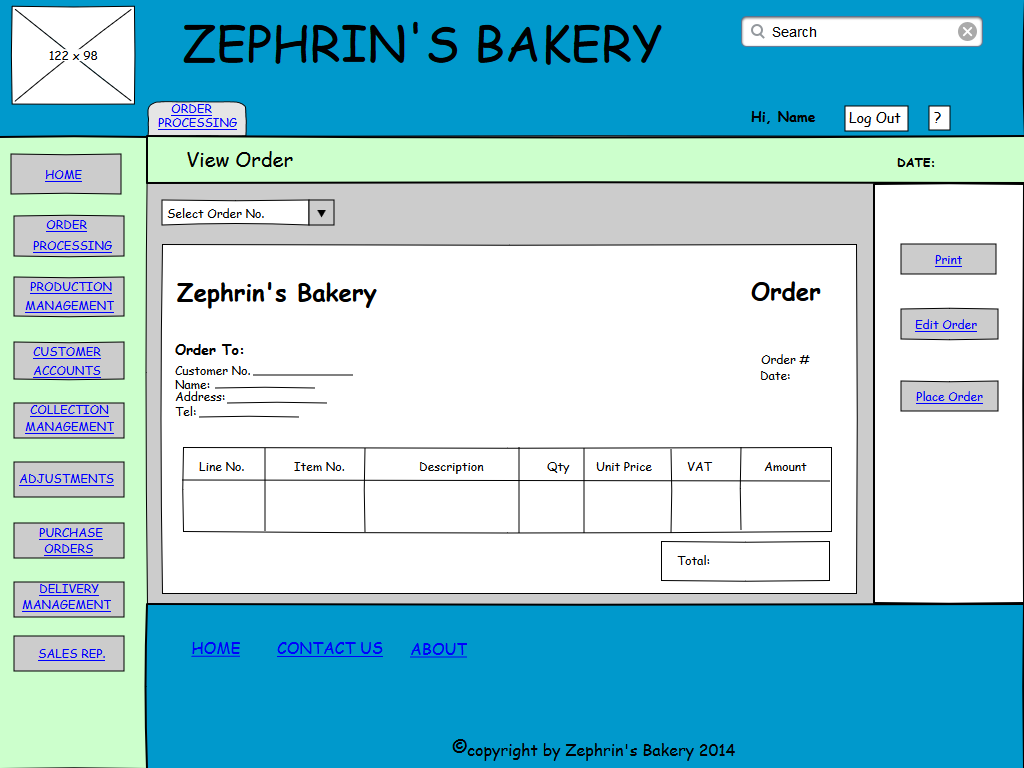 122 x 98
ZEPHRIN'S BAKERY
Search
ORDER
PROCESSING
Hi, Name
Log Out
?
View Order
DATE:
HOME
ORDER
PROCESSING
PRODUCTION
MANAGEMENT
CUSTOMER
ACCOUNTS
COLLECTION
MANAGEMENT
ADJUSTMENTS
PURCHASE
ORDERS
DELIVERY
MANAGEMENT
SALES REP.
Select Order No.
Zephrin's Bakery
Order
Order To:
Customer No.
Name:
Address:
Tel:
Order #
Date:
Line No. Item No. Description Qty Unit Price VAT Amount
Total:
Print
Edit Order
Place Order
HOME CONTACT US ABOUT
©copyright by Zephrin's Bakery 2014